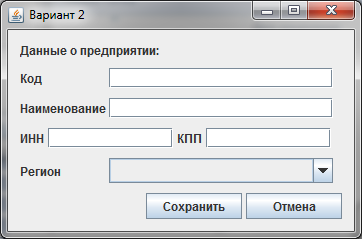 Вариант 2
Данные о предприятии:
Код
Наименование
ИНН КПП
Регион
Сохранить Отмена